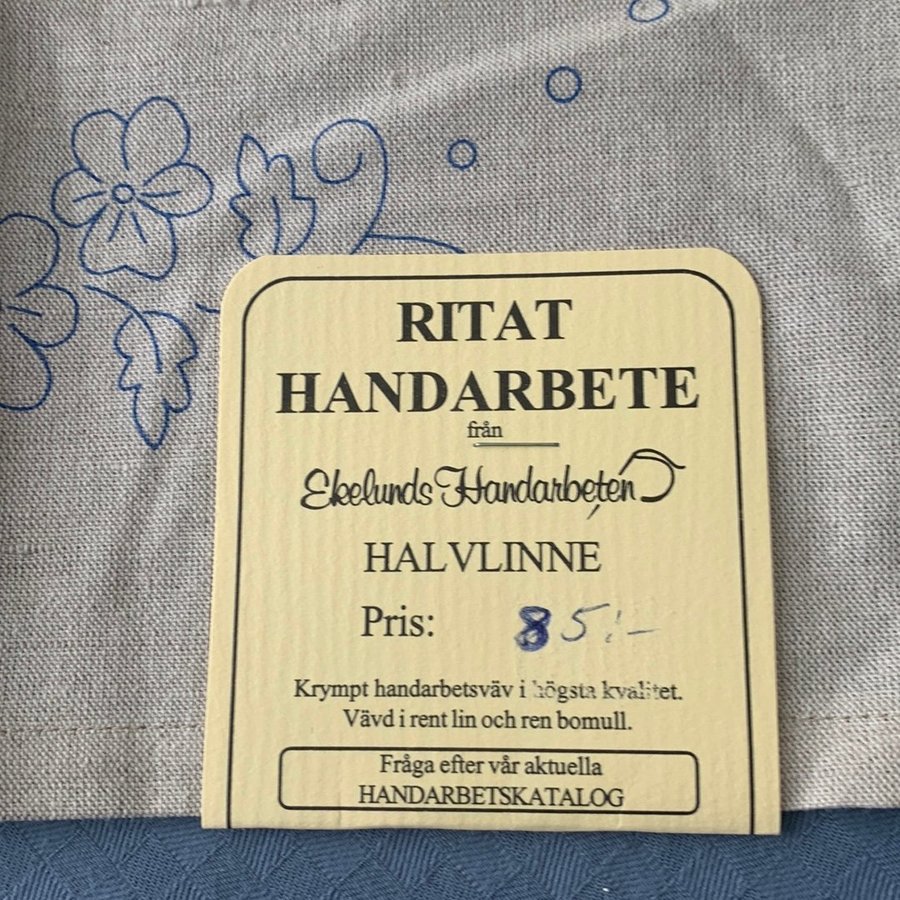 RITAT
HANDARBETE
från
Ekelunds Handarbeten
HALVLINNE
Pris: 85:-
Krympt handarbetsväv i högsta kvalitet.
Vävd i rent lin och ren bomull.
Fråga efter vår aktuella
HANDARBETSKATALOG